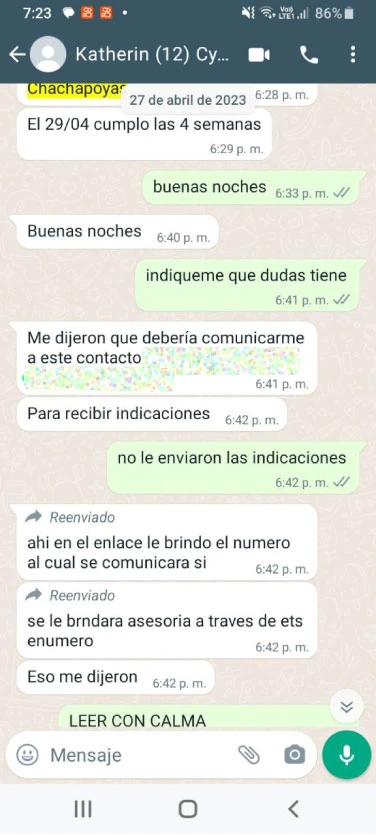 7:23
Vo))
LTE1
86%
Katherin (12) Cy...
Chachapoyas
6:28 p. m.
27 de abril de 2023
El 29/04 cumplo las 4 semanas
6:29 p. m.
buenas noches 6:33 p. m.
Buenas noches 6:40 p. m.
indiqueme que dudas tiene
6:41 p. m.
Me dijeron que debería comunicarme
a este contacto
6:41 p. m.
Para recibir indicaciones 6:42 p. m.
no le enviaron las indicaciones
6:42 p. m.
Reenviado
ahi en el enlace le brindo el numero
al cual se comunicara si 6:42 p. m.
Reenviado
se le brndara asesoria a traves de ets
enumero 6:42 p. m.
Eso me dijeron 6:42 p. m.
LEER CON CALMA
Mensaje